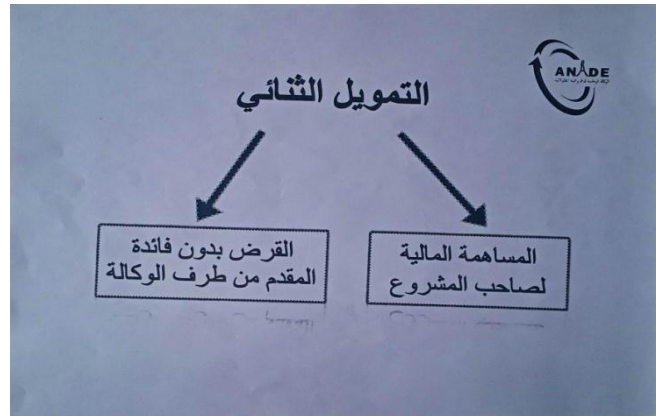 ANADE
التمويل الثنائي
المساهمة المالية
لصاحب المشروع
القرض بدون فائدة
المقدم من طرف الوكالة